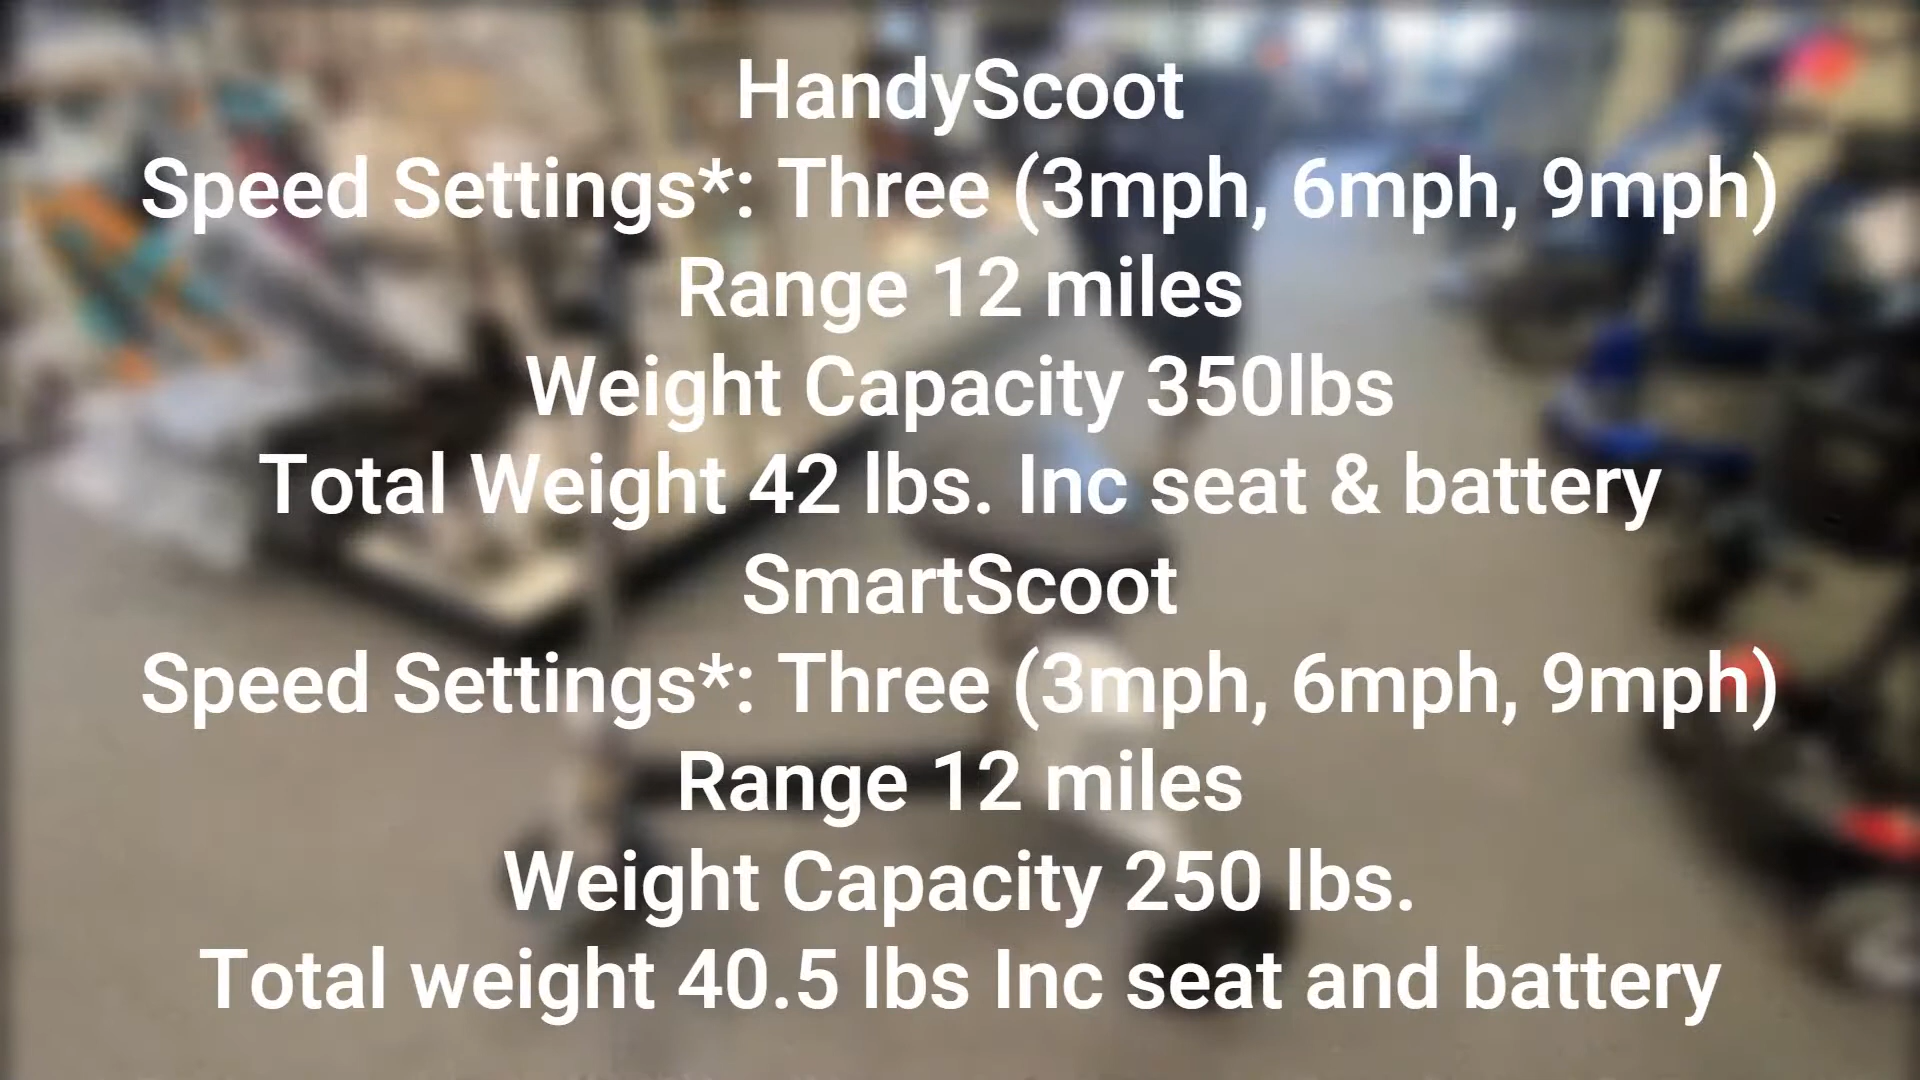 HandyScoot
Speed Settings*: Three (3mph, 6mph, 9mph)
Range 12 miles
Weight Capacity 350lbs
Total Weight 42 lbs. Inc seat & battery
SmartScoot
Speed Settings*: Three (3mph, 6mph, 9mph)
Range 12 miles
Weight Capacity 250 lbs.
Total weight 40.5 lbs Inc seat and battery